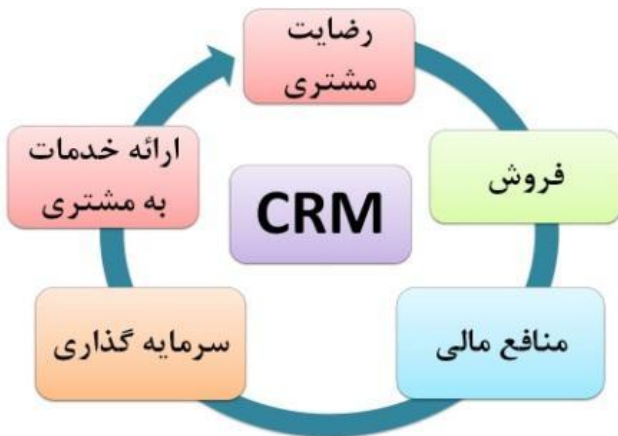 رضایت
مشتری
فروش
منافع مالی
سرمایه گذاری
ارائه خدمات
به مشتری
CRM